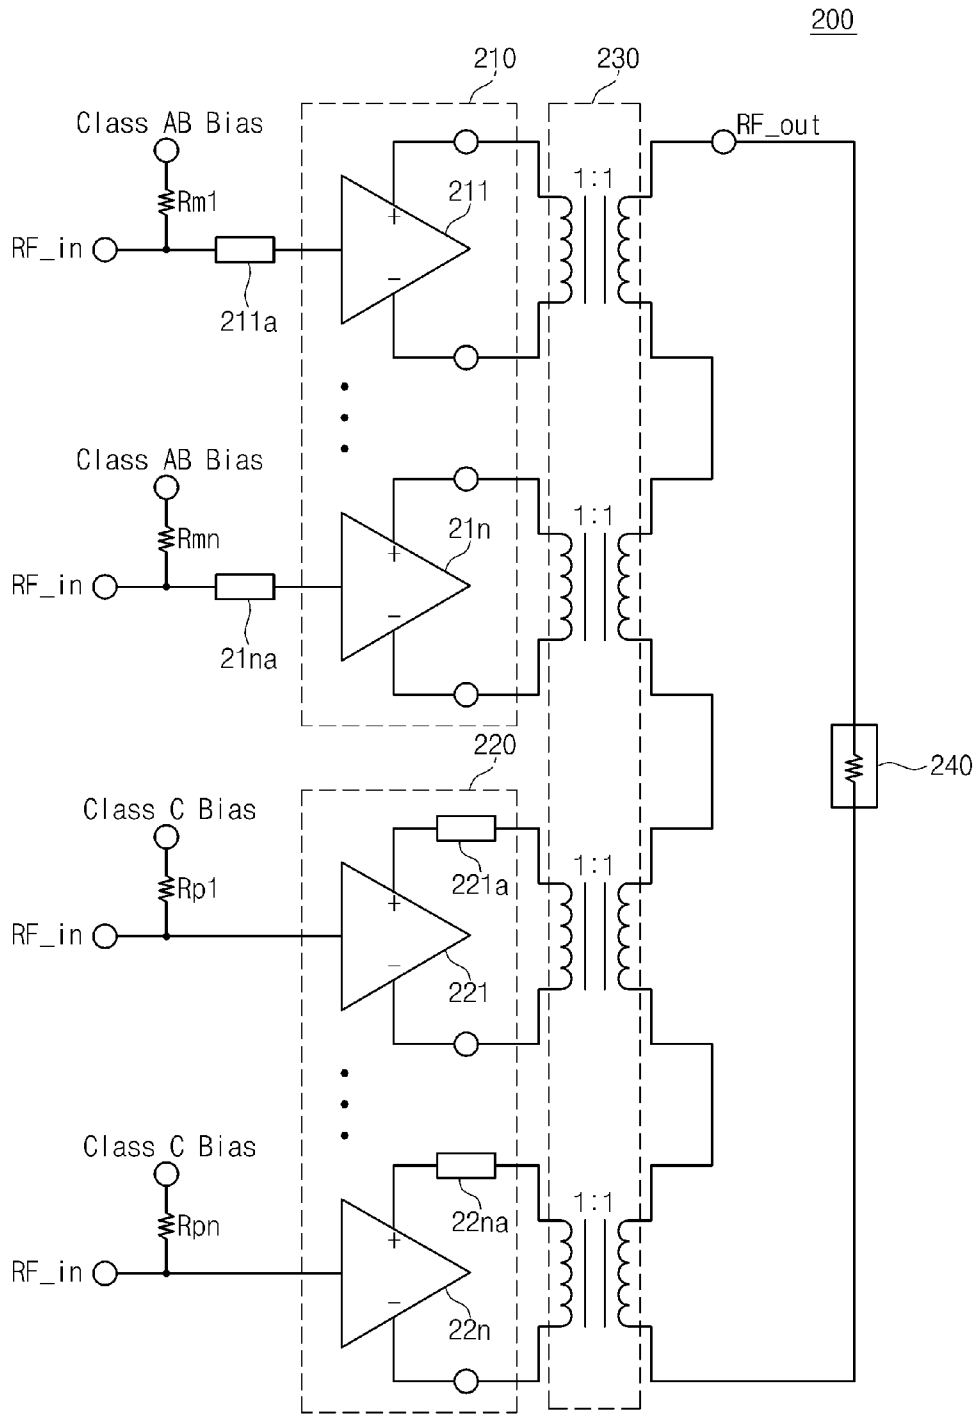 200
210
230
Class AB Bias
RF_out
Rm1
211
1:1
+
RF_in
−
211a
Class AB Bias
1:1
Rmn
21n
+
RF_in
−
21na
220
240
Class C Bias
221a
1:1
Rp1
+
RF_in
−
221
Class C Bias
22na
1:1
Rpn
+
RF_in
−
22n